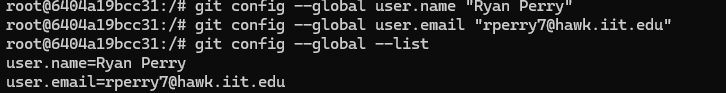 root@6404a19bcc31:/# git config --global user.name "Ryan Perry"
root@6404a19bcc31:/# git config --global user.email "rperry7@hawk.iit.edu"
root@6404a19bcc31:/# git config --global --list
user.name=Ryan Perry
user.email=rperry7@hawk.iit.edu